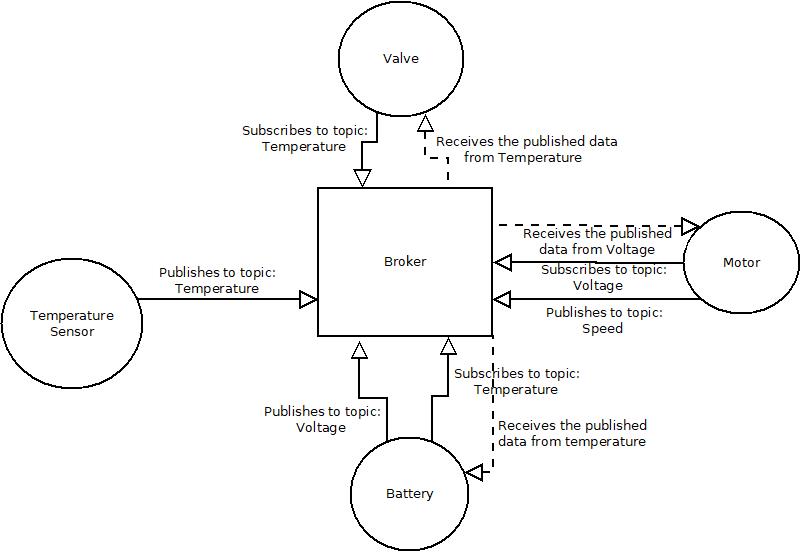 Valve
Subscribes to topic:
Temperature
Receives the published data
from Temperature
Broker
Receives the published
data from Voltage
Subscribes to topic:
Voltage
Motor
Publishes to topic:
Speed
Publishes to topic:
Temperature
Temperature
Sensor
Subscribes to topic:
Temperature
Publishes to topic:
Voltage
Receives the published
data from temperature
Battery